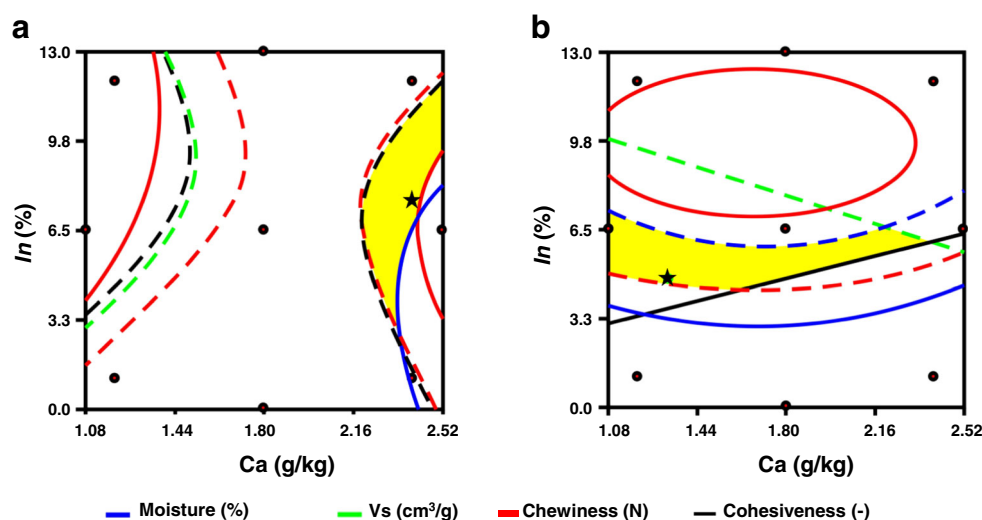 a
b
13.0
9.8
6.5
3.3
0.0
In (%)
1.08 1.44 1.80 2.16 2.52
Ca (g/kg)
13.0
9.8
6.5
3.3
0.0
In (%)
1.08 1.44 1.80 2.16 2.52
Ca (g/kg)
Moisture (%) Vs (cm³/g) Chewiness (N) Cohesiveness (-)